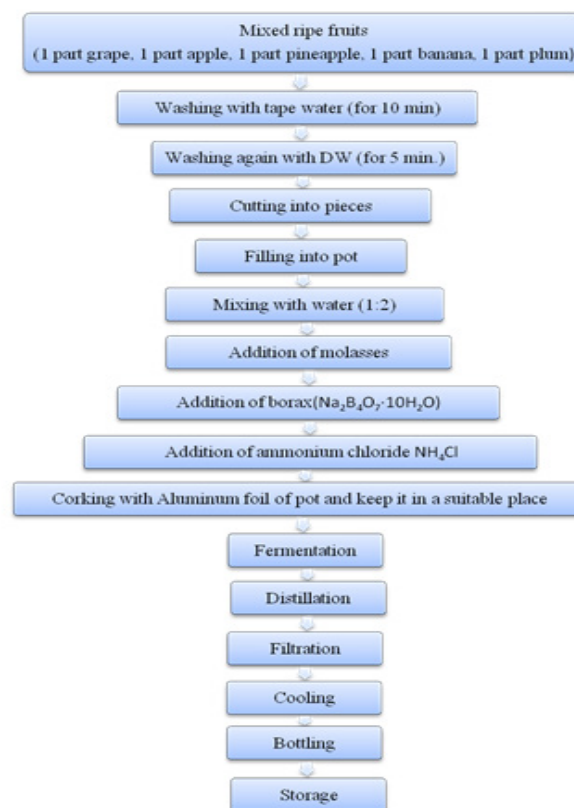 Mixed ripe fruits
(1 part grape, 1 part apple, 1 part pineapple, 1 part banana, 1 part plum)
Washing with tape water (for 10 min)
Washing again with DW (for 5 min.)
Cutting into pieces
Filling into pot
Mixing with water (1:2)
Addition of molasses
Addition of borax(Na₂B₄O₇·10H₂O)
Addition of ammonium chloride NH₄Cl
Corking with Aluminum foil of pot and keep it in a suitable place
Fermentation
Distillation
Filtration
Cooling
Bottling
Storage